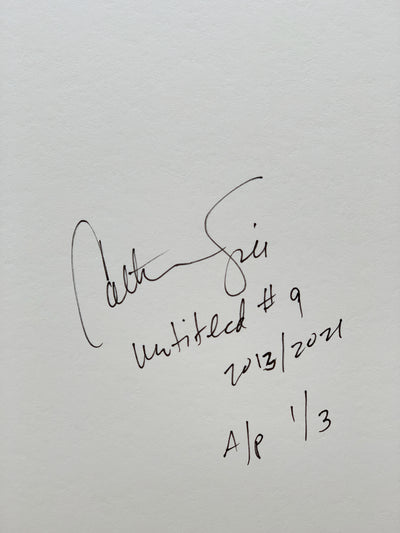 Untitled # 9
2013/2021
A/P 1/3